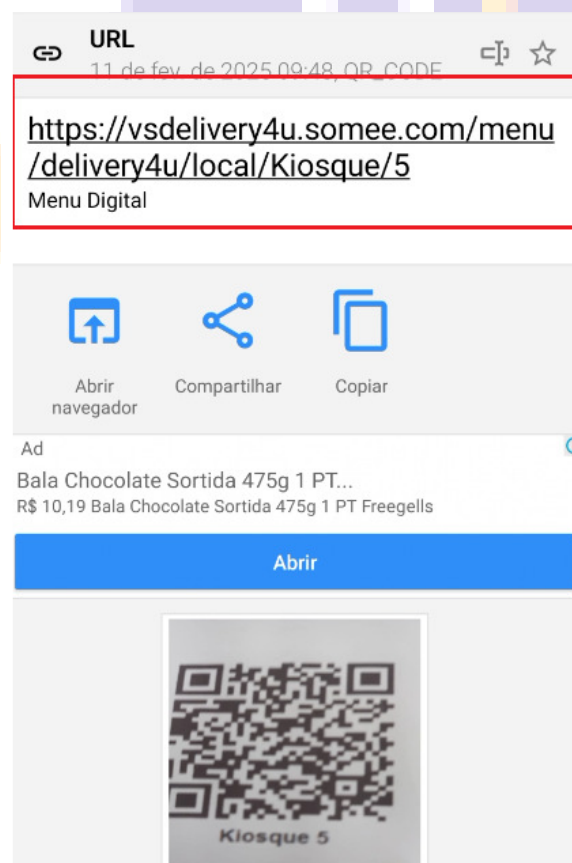 URL
11 de fev. de 2025 09:48, QR_CODE
https://vsdelivery4u.somee.com/menu
/delivery4u/local/Kiosque/5
Menu Digital
Abrir
navegador
Compartilhar
Copiar
Ad
Bala Chocolate Sortida 475g 1 PT...
R$ 10,19 Bala Chocolate Sortida 475g 1 PT Freegells
Abrir
Kiosque 5